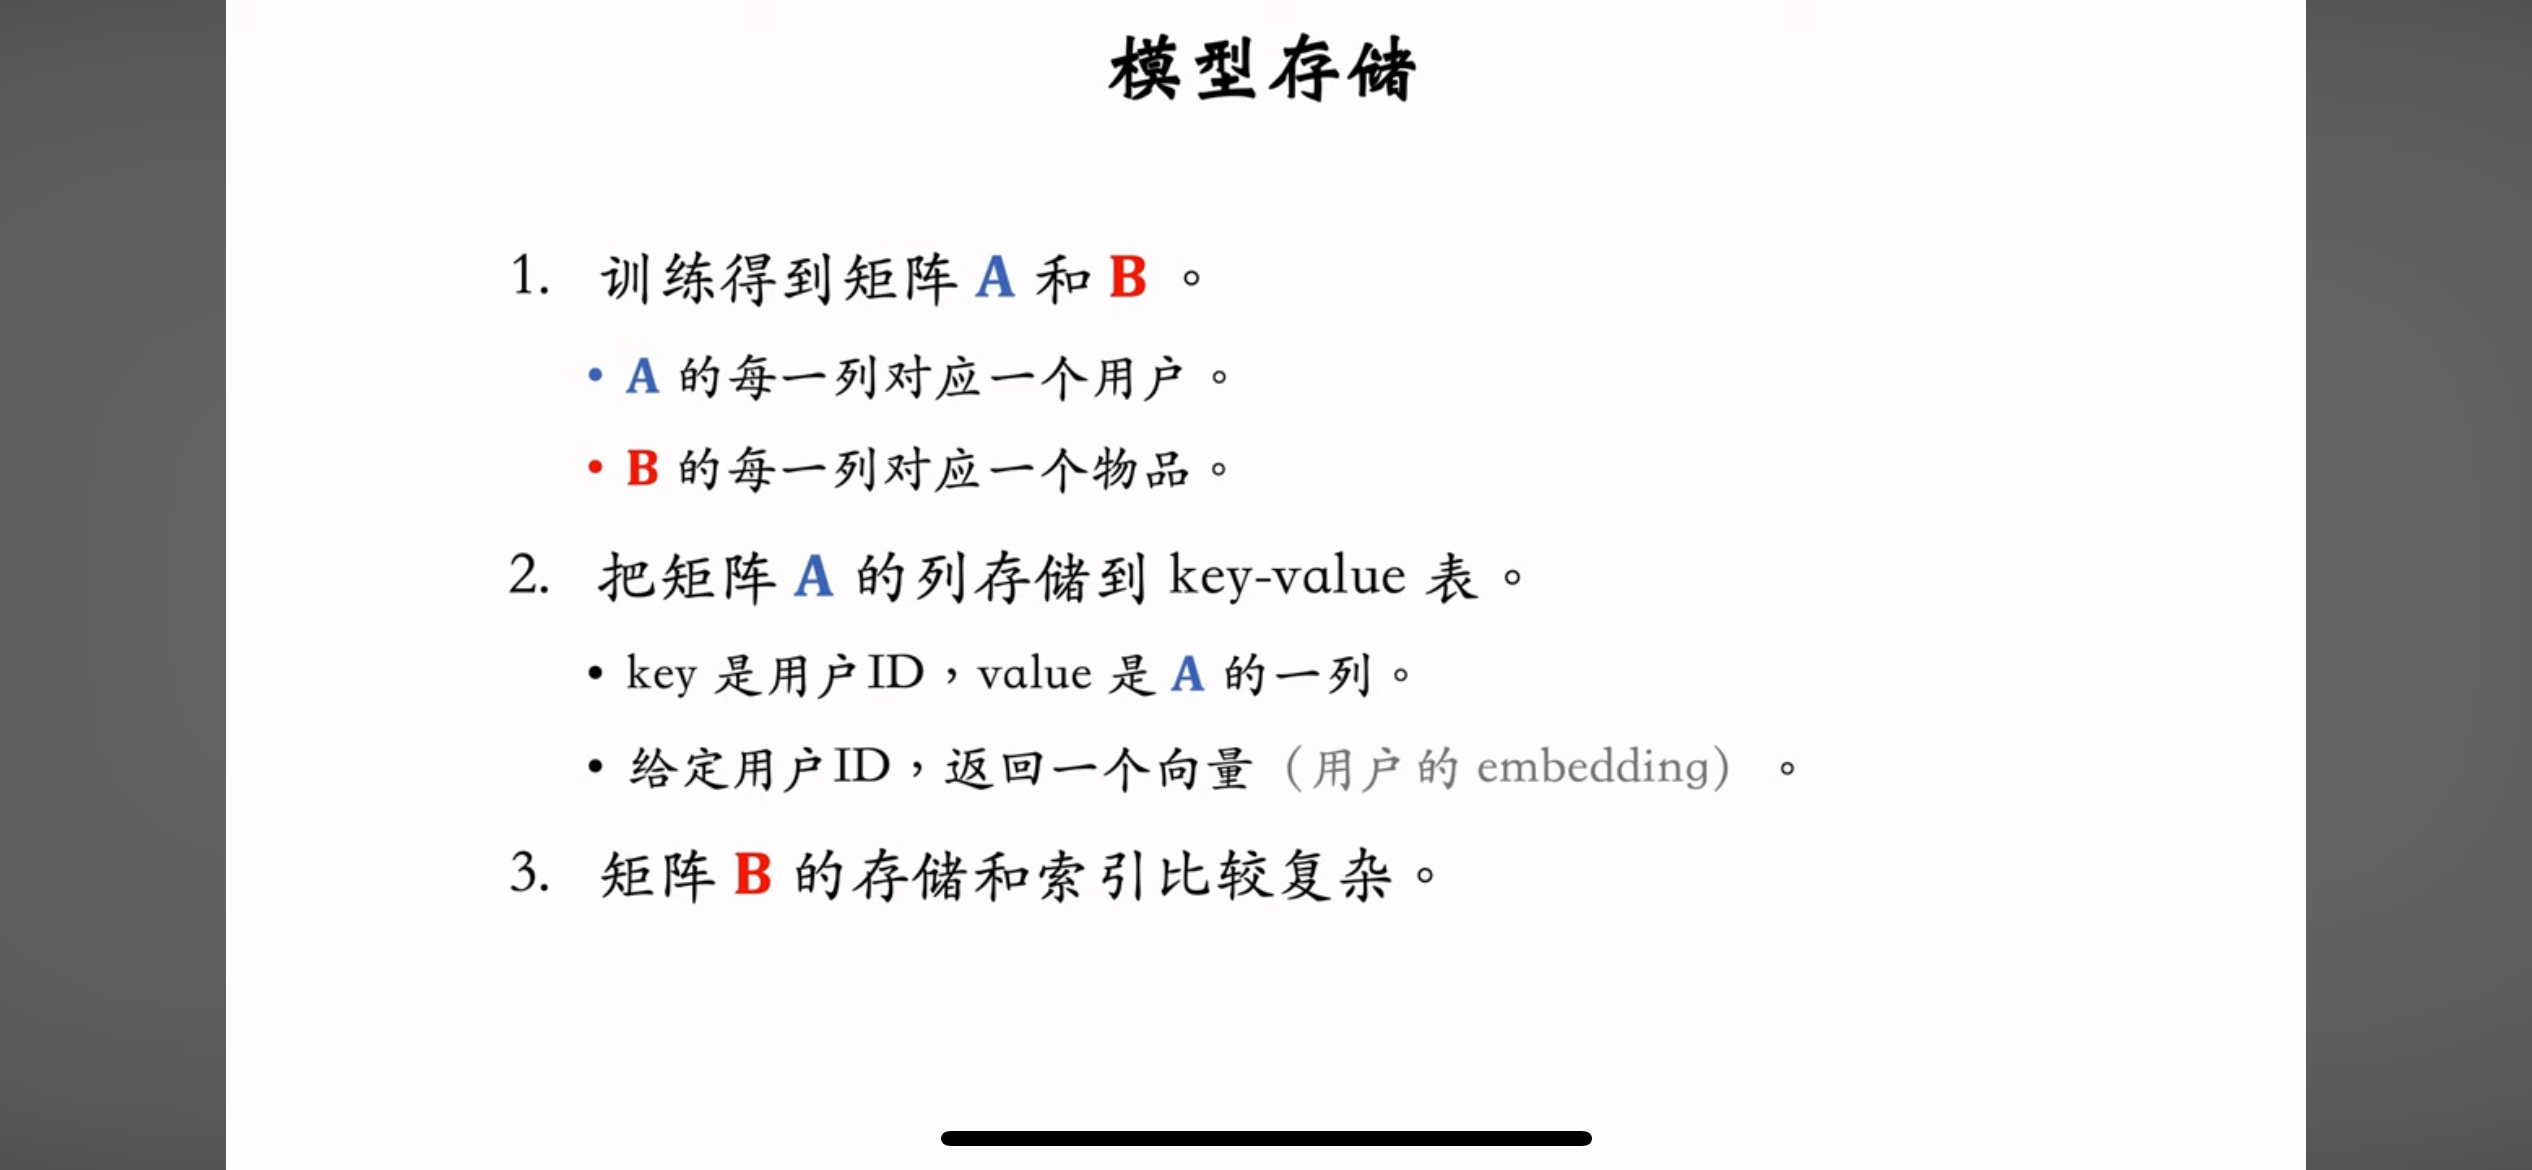 模型存储
1. 训练得到矩阵 A 和 B 。
• A 的每一列对应一个用户。
• B 的每一列对应一个物品。
2. 把矩阵 A 的列存储到 key-value 表。
• key 是用户ID，value 是 A 的一列。
• 给定用户ID，返回一个向量（用户的 embedding）。
3. 矩阵 B 的存储和索引比较复杂。